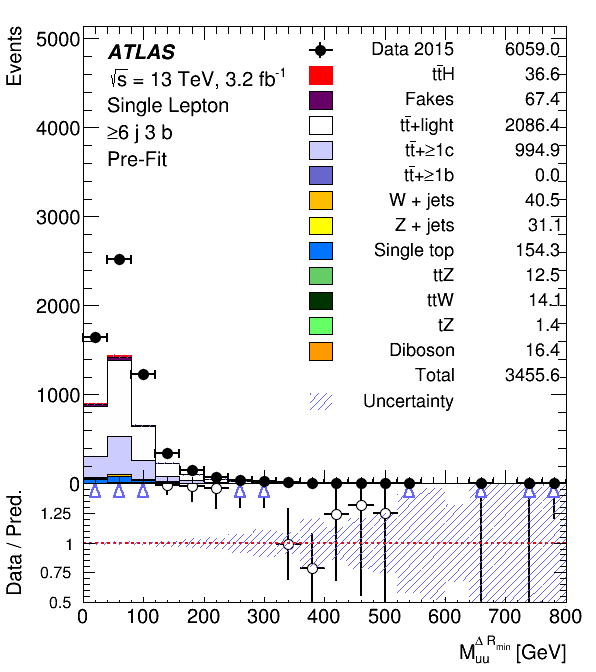 Events
5000
4000
3000
2000
1000
0
ATLAS
√s = 13 TeV, 3.2 fb⁻¹
Single Lepton
≥6 j 3 b
Pre-Fit
Data 2015 6059.0
tt̄H 36.6
Fakes 67.4
tt̄+light 2086.4
tt̄+≥1c 994.9
tt̄+≥1b 0.0
W + jets 40.5
Z + jets 31.1
Single top 154.3
ttZ 12.5
ttW 14.1
tZ 1.4
Diboson 16.4
Total 3455.6
Uncertainty
Data / Pred.
1.25
1
0.75
0.5
0 100 200 300 400 500 600 700 800
M_uu^Δ R_min [GeV]